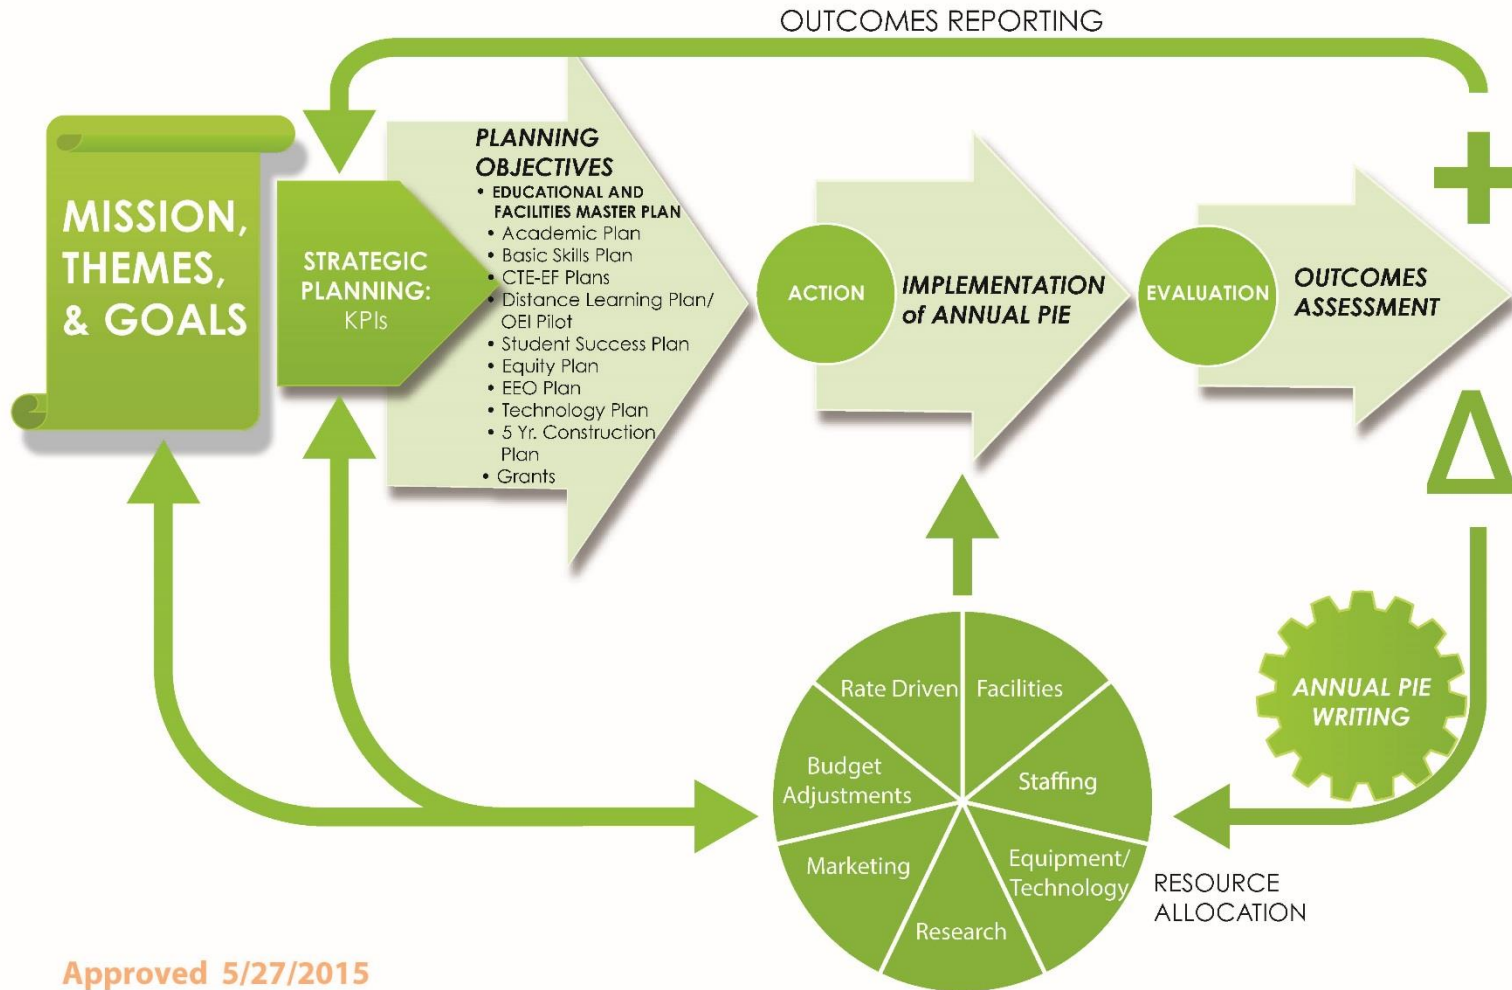 OUTCOMES REPORTING
MISSION,
THEMES,
& GOALS
STRATEGIC
PLANNING:
KPIs
PLANNING
OBJECTIVES
• EDUCATIONAL AND
FACILITIES MASTER PLAN
• Academic Plan
• Basic Skills Plan
• CTE-EF Plans
• Distance Learning Plan/
OEI Pilot
• Student Success Plan
• Equity Plan
• EEO Plan
• Technology Plan
• 5 Yr. Construction
Plan
• Grants
ACTION
IMPLEMENTATION
of ANNUAL PIE
EVALUATION
OUTCOMES
ASSESSMENT
+
Δ
ANNUAL PIE
WRITING
Rate Driven
Facilities
Budget
Adjustments
Staffing
Marketing
Equipment/
Technology
Research
RESOURCE
ALLOCATION
Approved 5/27/2015